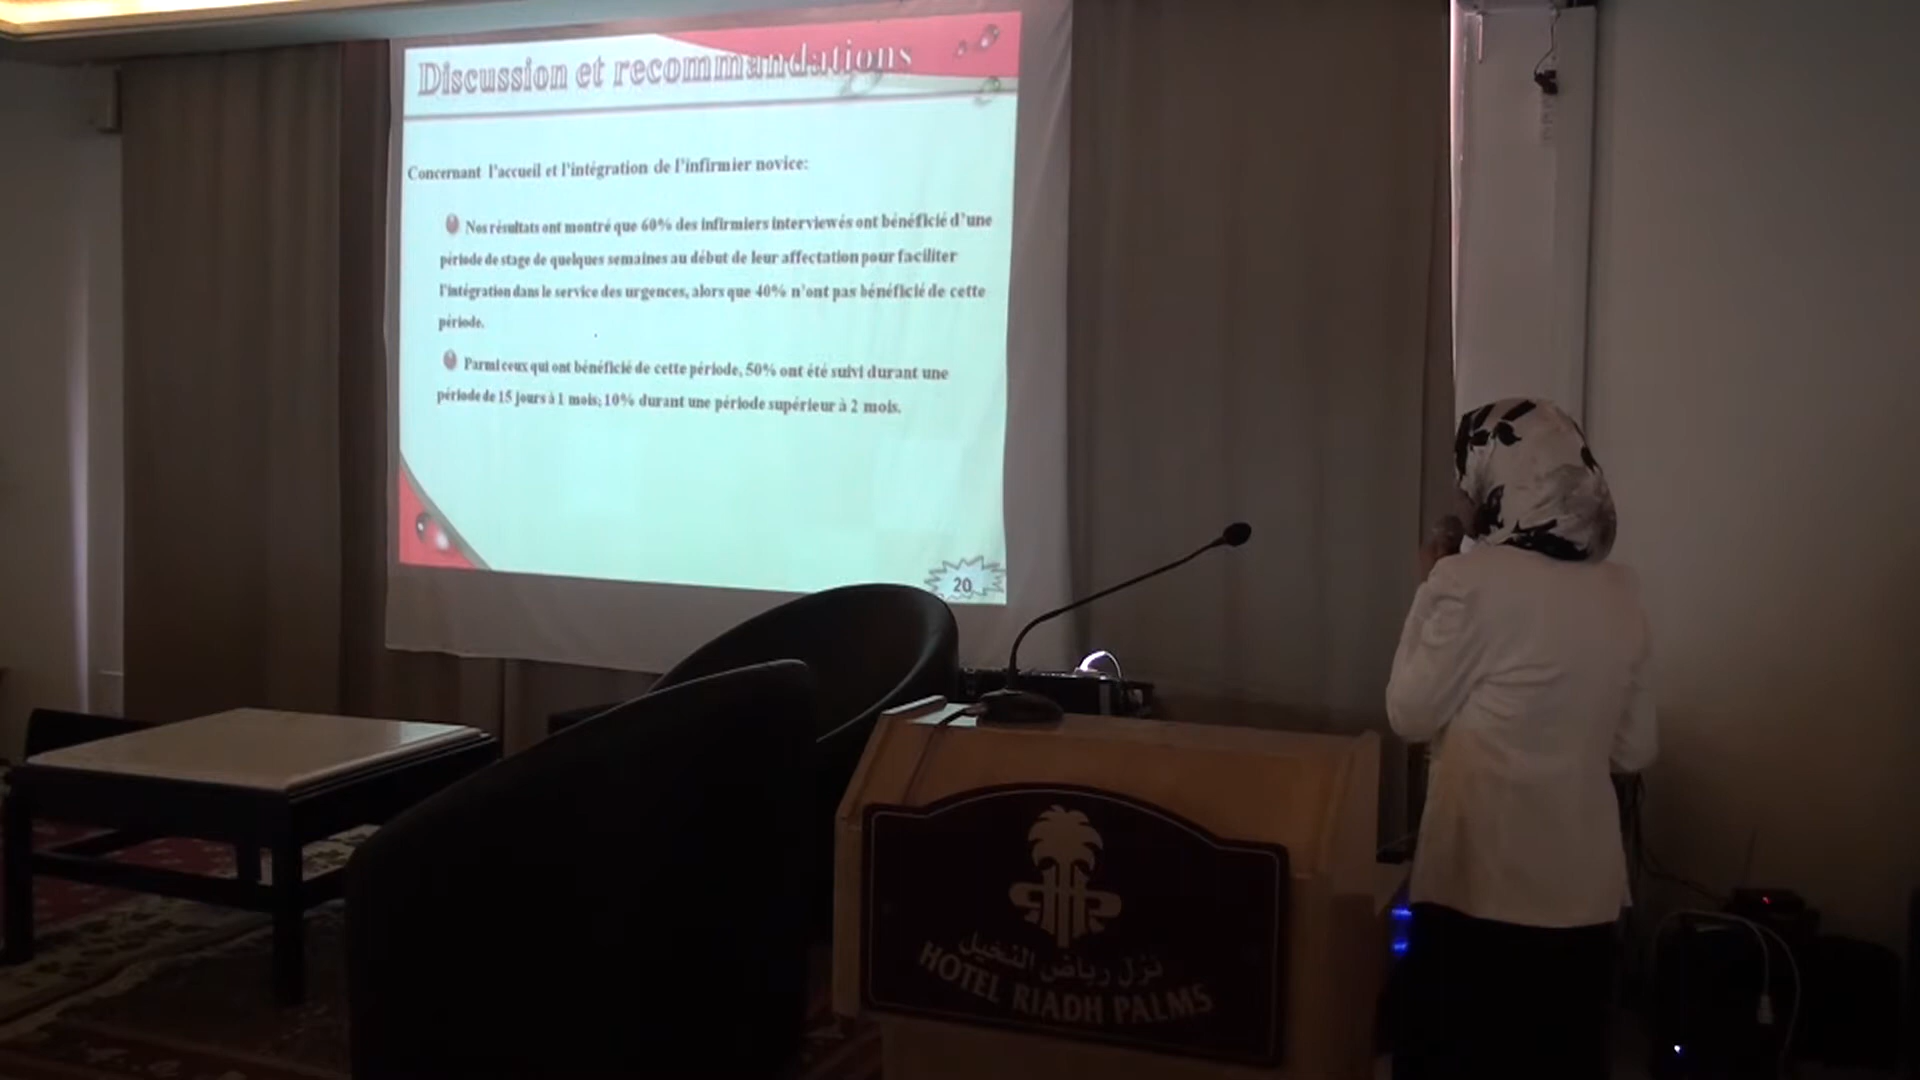 Discussion et recommandations
Concernant l'accueil et l'intégration de l'infirmier novice:
Nos résultats ont montré que 60% des infirmiers interviewés ont bénéficié d'une
période de stage de quelques semaines au début de leur affectation pour faciliter
l'intégration dans le service des urgences, alors que 40% n'ont pas bénéficié de cette
période.
Parmi ceux qui ont bénéficié de cette période, 50% ont été suivi durant une
période de 15 jours à 1 mois; 10% durant une période supérieur à 2 mois.
20
نزل رياض النخيل
HOTEL RIADH PALMS